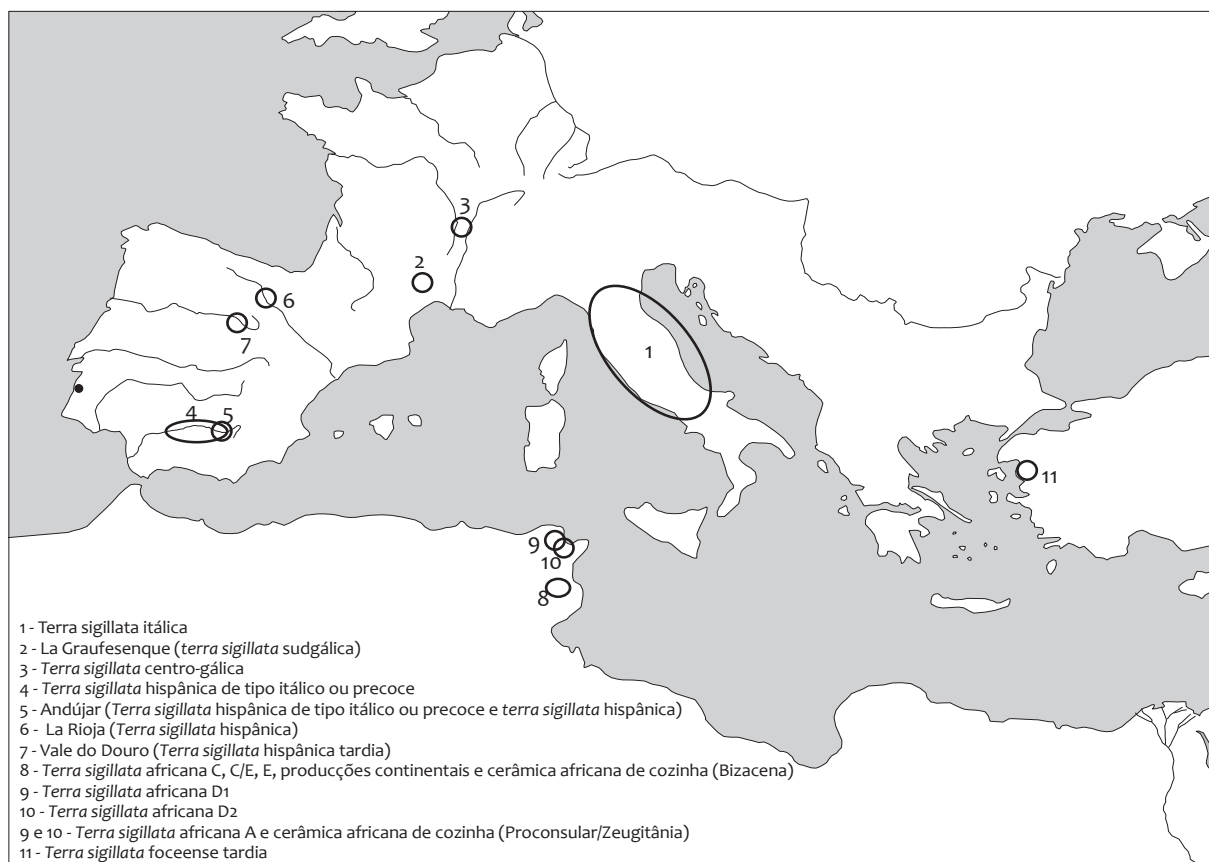 3
2
6
1
7
4
5
11
9
10
8
1 - Terra sigillata itálica
2 - La Graufesenque (terra sigillata sudgálica)
3 - Terra sigillata centro-gálica
4 - Terra sigillata hispânica de tipo itálico ou precoce
5 - Andújar (Terra sigillata hispânica de tipo itálico ou precoce e terra sigillata hispânica)
6 - La Rioja (Terra sigillata hispânica)
7 - Vale do Douro (Terra sigillata hispânica tardia)
8 - Terra sigillata africana C, C/E, E, producções continentais e cerâmica africana de cozinha (Bizacena)
9 - Terra sigillata africana D1
10 - Terra sigillata africana D2
9 e 10 - Terra sigillata africana A e cerâmica africana de cozinha (Proconsular/Zeugitânia)
11 - Terra sigillata foceense tardia